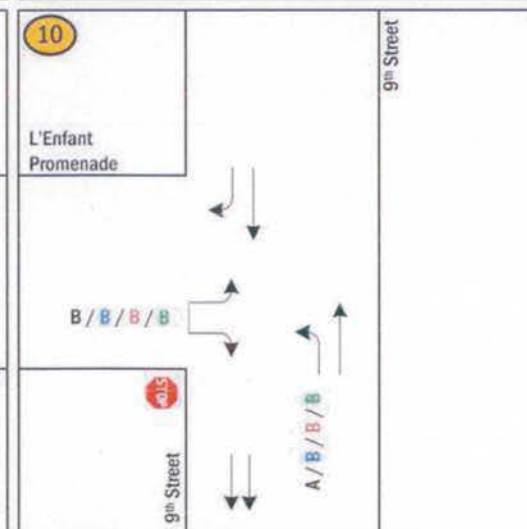 10
9th Street
L'Enfant
Promenade
B / B / B / B
STOP
A / B / B / B
9th Street